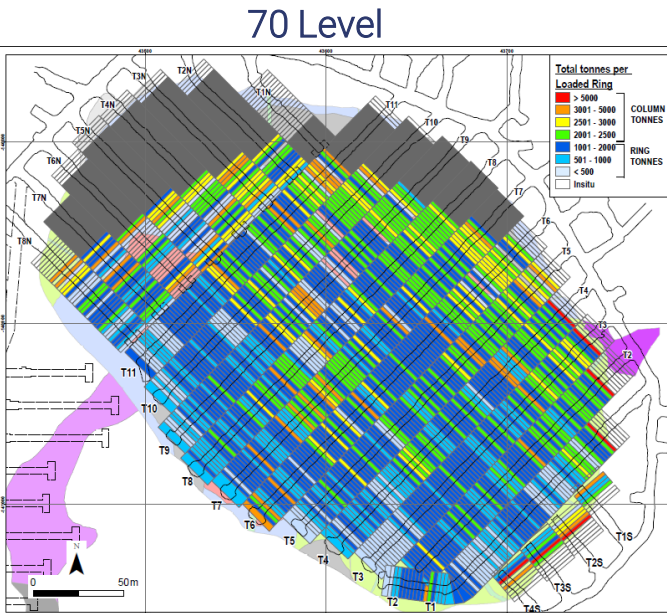 70 Level
Total tonnes per
Loaded Ring
> 5000
3001 - 5000
2501 - 3000
2001 - 2500
COLUMN
TONNES
1001 - 2000
501 - 1000
< 500
RING
TONNES
Insitu
T2N
T3N
T1N
T4N
T5N
T6N
T7N
T8N
T11
T10
T9
T8
T7
T6
T5
T4
T3
T2
T11
T10
T9
T8
T7
T6
T5
T4
T3
T2
T1
T1S
T2S
T3S
T4S
N
0
50m